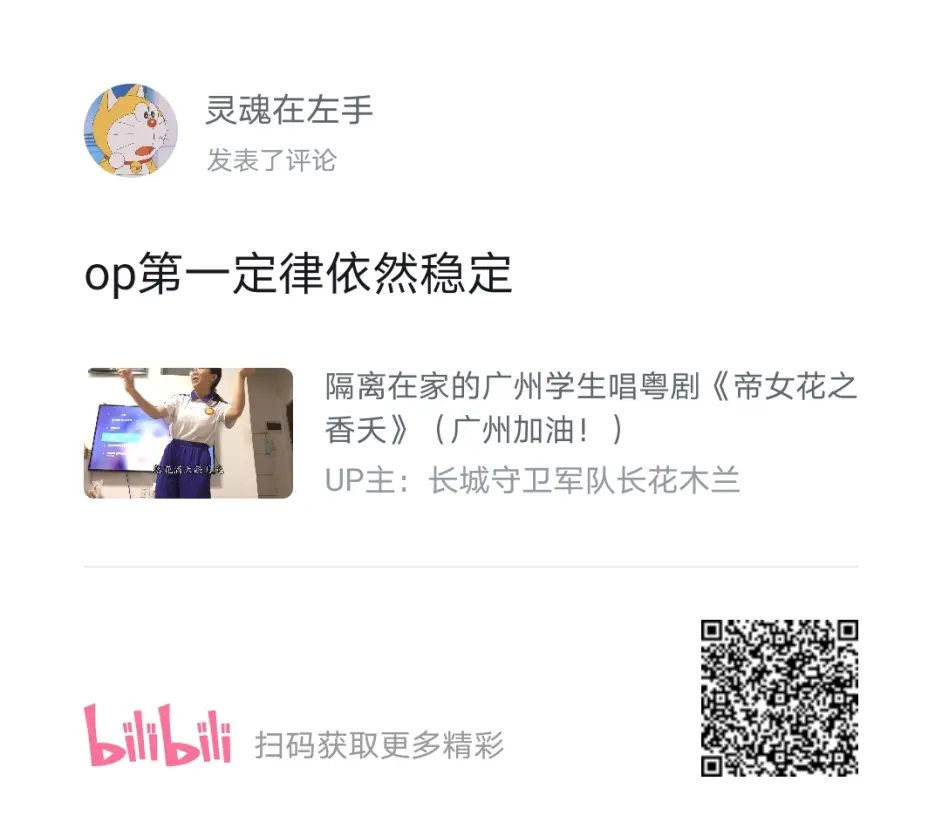 灵魂在左手
发表了评论
op第一定律依然稳定
隔离在家的广州学生唱粤剧《帝女花之
香夭》（广州加油！）
UP主：长城守卫军队长花木兰
bilibili 扫码获取更多精彩